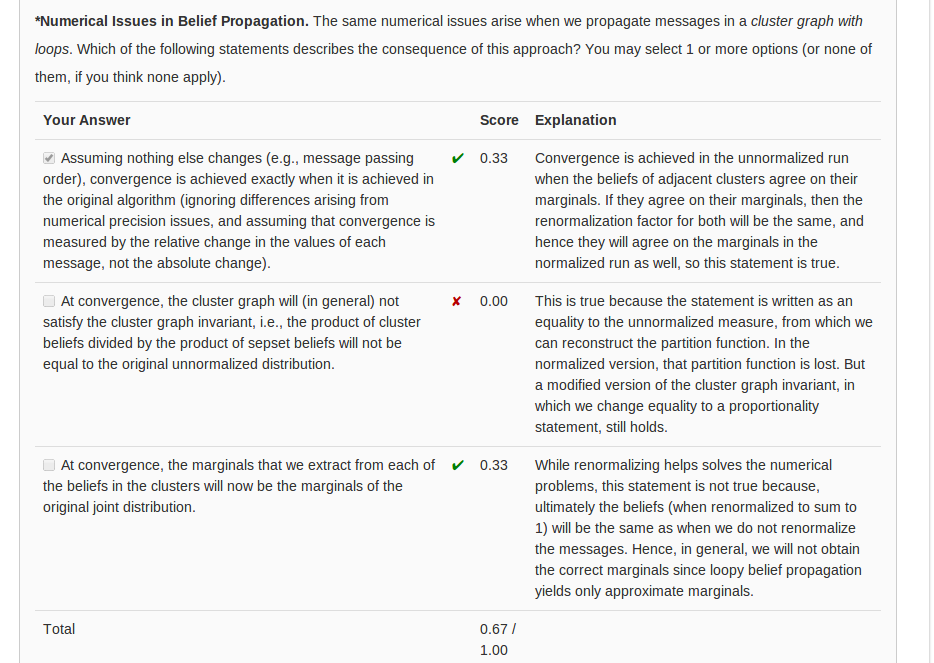 *Numerical Issues in Belief Propagation. The same numerical issues arise when we propagate messages in a cluster graph with
loops. Which of the following statements describes the consequence of this approach? You may select 1 or more options (or none of
them, if you think none apply).
Your Answer Score Explanation
Assuming nothing else changes (e.g., message passing
order), convergence is achieved exactly when it is achieved in
the original algorithm (ignoring differences arising from
numerical precision issues, and assuming that convergence is
measured by the relative change in the values of each
message, not the absolute change).
✔ 0.33
Convergence is achieved in the unnormalized run
when the beliefs of adjacent clusters agree on their
marginals. If they agree on their marginals, then the
renormalization factor for both will be the same, and
hence they will agree on the marginals in the
normalized run as well, so this statement is true.
At convergence, the cluster graph will (in general) not
satisfy the cluster graph invariant, i.e., the product of cluster
beliefs divided by the product of sepset beliefs will not be
equal to the original unnormalized distribution.
✘ 0.00
This is true because the statement is written as an
equality to the unnormalized measure, from which we
can reconstruct the partition function. In the
normalized version, that partition function is lost. But
a modified version of the cluster graph invariant, in
which we change equality to a proportionality
statement, still holds.
At convergence, the marginals that we extract from each of
the beliefs in the clusters will now be the marginals of the
original joint distribution.
✔ 0.33
While renormalizing helps solves the numerical
problems, this statement is not true because,
ultimately the beliefs (when renormalized to sum to
1) will be the same as when we do not renormalize
the messages. Hence, in general, we will not obtain
the correct marginals since loopy belief propagation
yields only approximate marginals.
Total
0.67 /
1.00